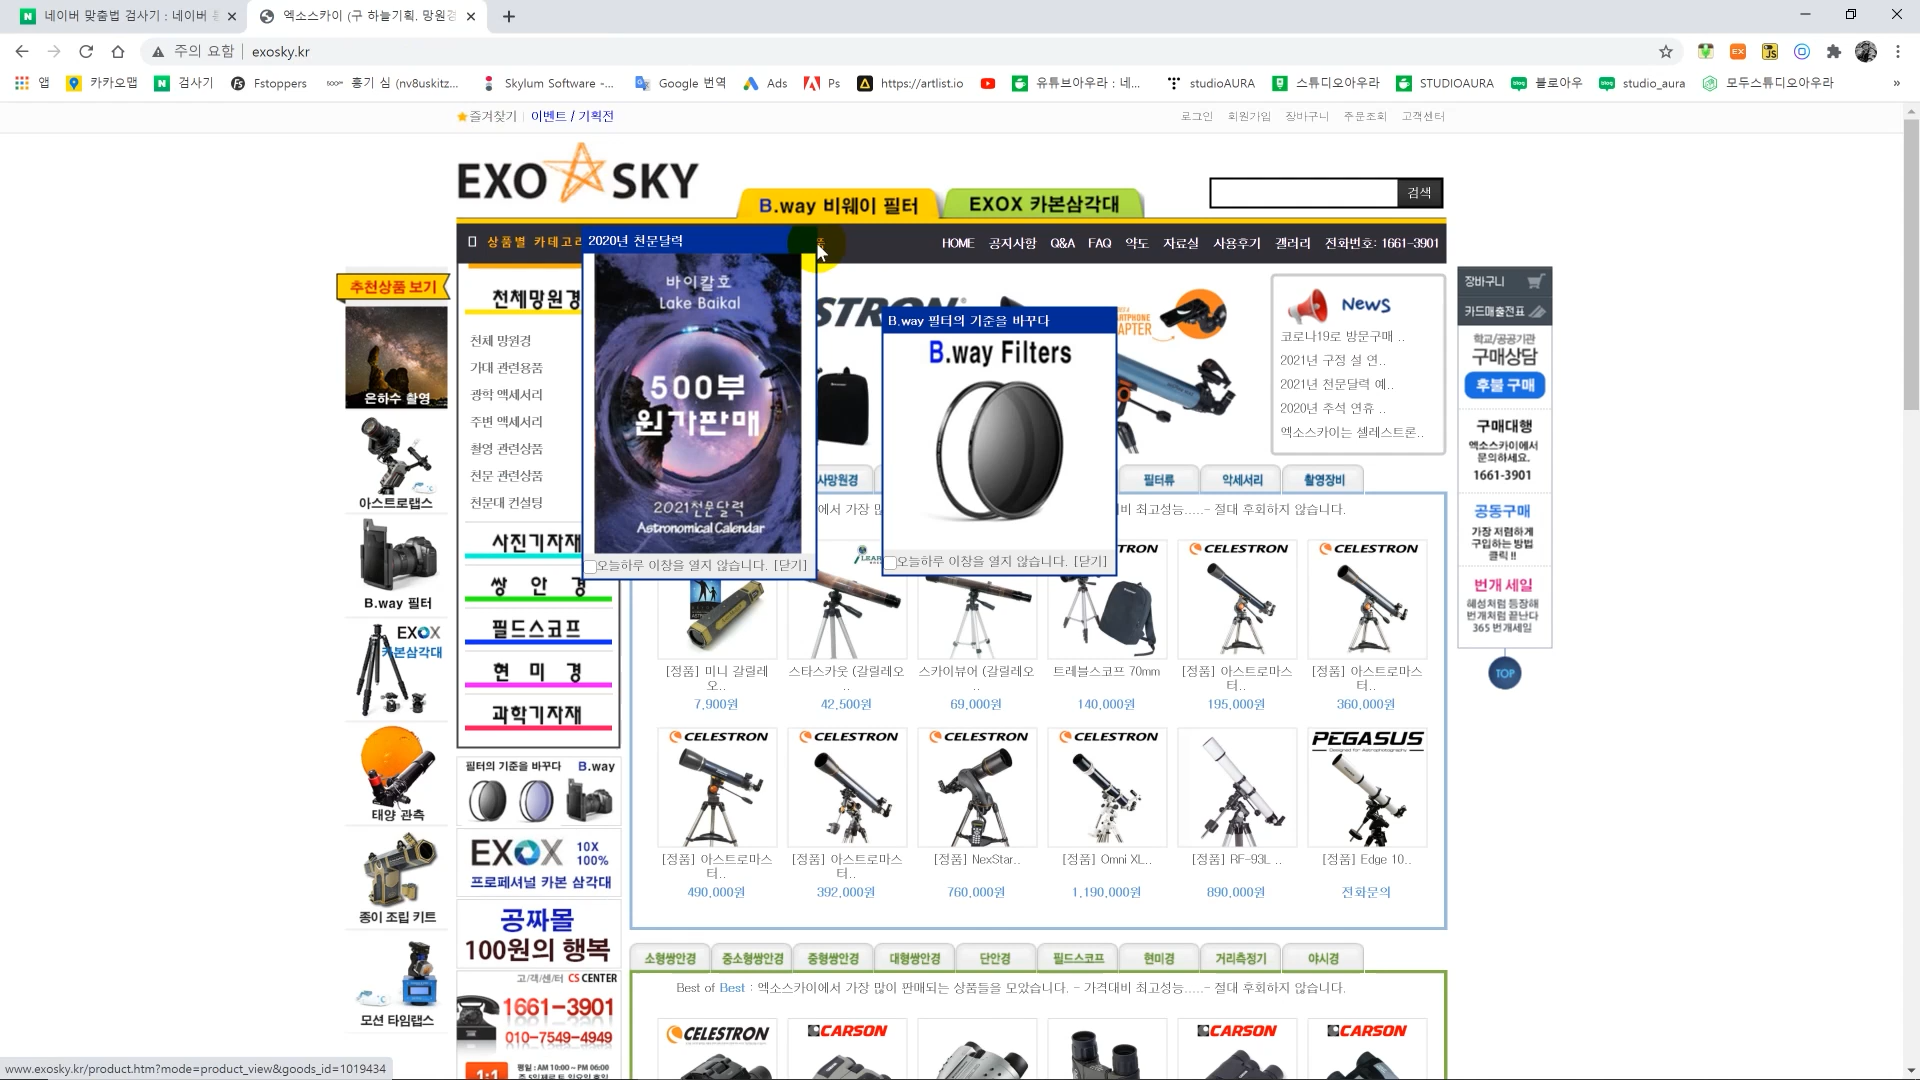 네이버 맞춤법 검사기 : 네이버
엑소스카이 (구 하늘기획, 망원경
주의 요함
exosky.kr
앱
카카오맵
검사기
Fstoppers
홍기 심 (nv8uskitz...
Skylum Software -...
Google 번역
Ads
Ps
https://artlist.io
유튜브아우라 : 네...
studioAURA
스튜디오아우라
STUDIOAURA
블로아우
studio_aura
모두스튜디오아우라
»
즐겨찾기
이벤트 / 기획전
로그인
회원가입
장바구니
주문조회
고객센터
EXO SKY
B.way 비웨이 필터
EXOX 카본삼각대
검색
상품별 카테고리
HOME
공지사항
Q&A
FAQ
약도
자료실
사용후기
갤러리
전화번호: 1661-3901
2020년 천문달력
바이칼호
Lake Baikal
500부
원가판매
2021천문달력
Astronomical Calendar
오늘하루 이창을 열지 않습니다. [닫기]
B.way 필터의 기준을 바꾸다
B.way Filters
오늘하루 이창을 열지 않습니다. [닫기]
추천상품 보기
은하수 촬영
아스트로랩스
B.way 필터
EXOX
카본삼각대
태양 관측
종이 조립 키트
모션 타임랩스
천체망원경
천체 망원경
가대 관련용품
광학 액세서리
주변 액세서리
촬영 관련상품
천문 관련상품
천문대 컨설팅
사진기자재
쌍 안 경
필드스코프
현 미 경
과학기자재
필터의 기준을 바꾸다 B.way
EXOX 10X
100%
프로페셔널 카본 삼각대
공짜몰
100원의 행복
고/객/센/터 CS CENTER
1661-3901
010-7549-4949
1:1
평일 : AM 10:00 ~ PM 06:00
STRON
News
코로나19로 방문구매 ..
2021년 구정 설 연..
2021년 천문달력 예..
2020년 추석 연휴 ..
엑소스카이는 셀레스트론..
장바구니
카드매출전표
학교/공공기관
구매상담
후불 구매
구매대행
엑소스카이에서
문의하세요.
1661-3901
공동구매
가장 저렴하게
구입하는 방법
클릭 !!
번개 세일
혜성처럼 등장해
번개처럼 끝난다
365 번개세일
TOP
사망원경
필터류
악세서리
촬영장비
에서 가장 많
비 최고성능.....- 절대 후회하지 않습니다.
TRON
CELESTRON
CELESTRON
[정품] 미니 갈릴레
오..
7,900원
스타스카웃 (갈릴레오
..
42,500원
스카이뷰어 (갈릴레오
..
69,000원
트레블스코프 70mm
140,000원
[정품] 아스트로마스
터..
195,000원
[정품] 아스트로마스
터..
360,000원
CELESTRON
CELESTRON
CELESTRON
CELESTRON
PEGASUS
Designed for Astrophotography
[정품] 아스트로마스
터..
490,000원
[정품] 아스트로마스
터..
392,000원
[정품] NexStar..
760,000원
[정품] Omni XL..
1,190,000원
[정품] RF-93L ..
890,000원
[정품] Edge 10..
전화문의
소형쌍안경
중소형쌍안경
중형쌍안경
대형쌍안경
단안경
필드스코프
현미경
거리측정기
야시경
Best of Best : 엑소스카이에서 가장 많이 판매되는 상품들을 모았습니다. - 가격대비 최고성능.....- 절대 후회하지 않습니다.
CELESTRON
CARSON
CARSON
CARSON
www.exosky.kr/product.htm?mode=product_view&goods_id=1019434